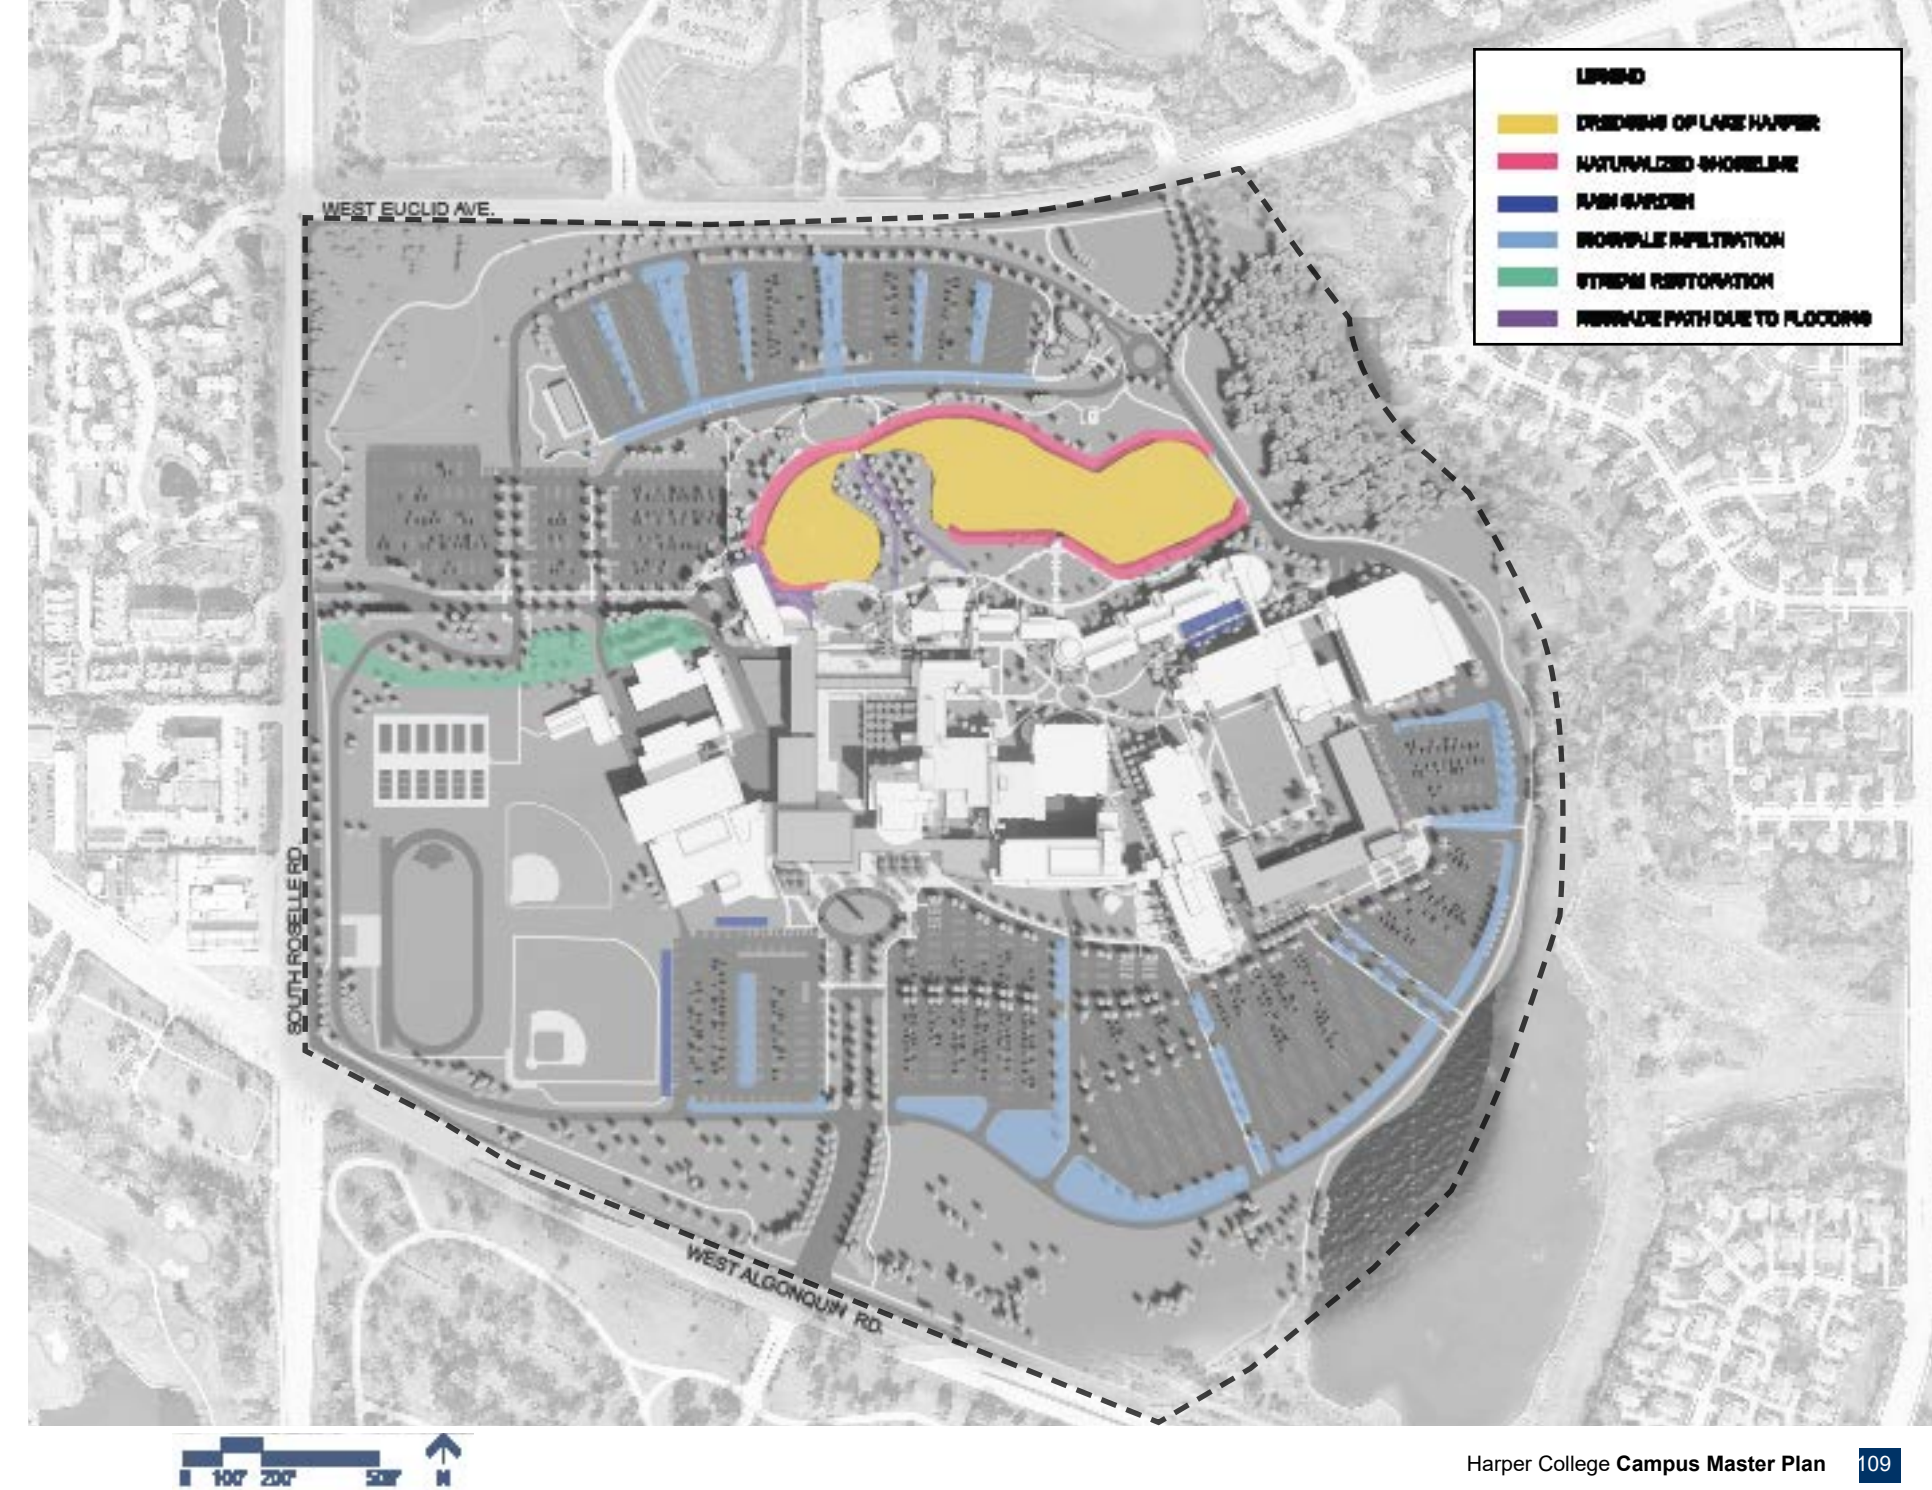 LEGEND
DREDGING OF LAKE HARPER
NATURALIZED SHORELINE
RAIN GARDEN
BIOSWALE INFILTRATION
STREAM RESTORATION
REGRADE PATH DUE TO FLOODING
WEST EUCLID AVE.
SOUTH ROSELLE RD.
WEST ALGONQUIN RD.
0 100' 200' 500' N
Harper College Campus Master Plan 109